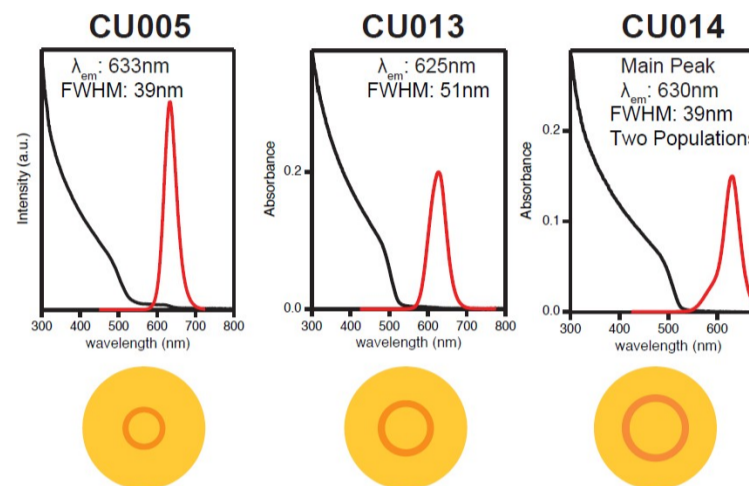 CU005
λem: 633nm
FWHM: 39nm
Intensity (a.u.)
300 400 500 600 700 800
wavelength (nm)
CU013
λem: 625nm
FWHM: 51nm
Absorbance
0.2
0.0
300 400 500 600 700 800
wavelength (nm)
CU014
Main Peak
λem: 630nm
FWHM: 39nm
Two Populations
Absorbance
0.2
0.1
0.0
300 400 500 600
wavelength (nm)